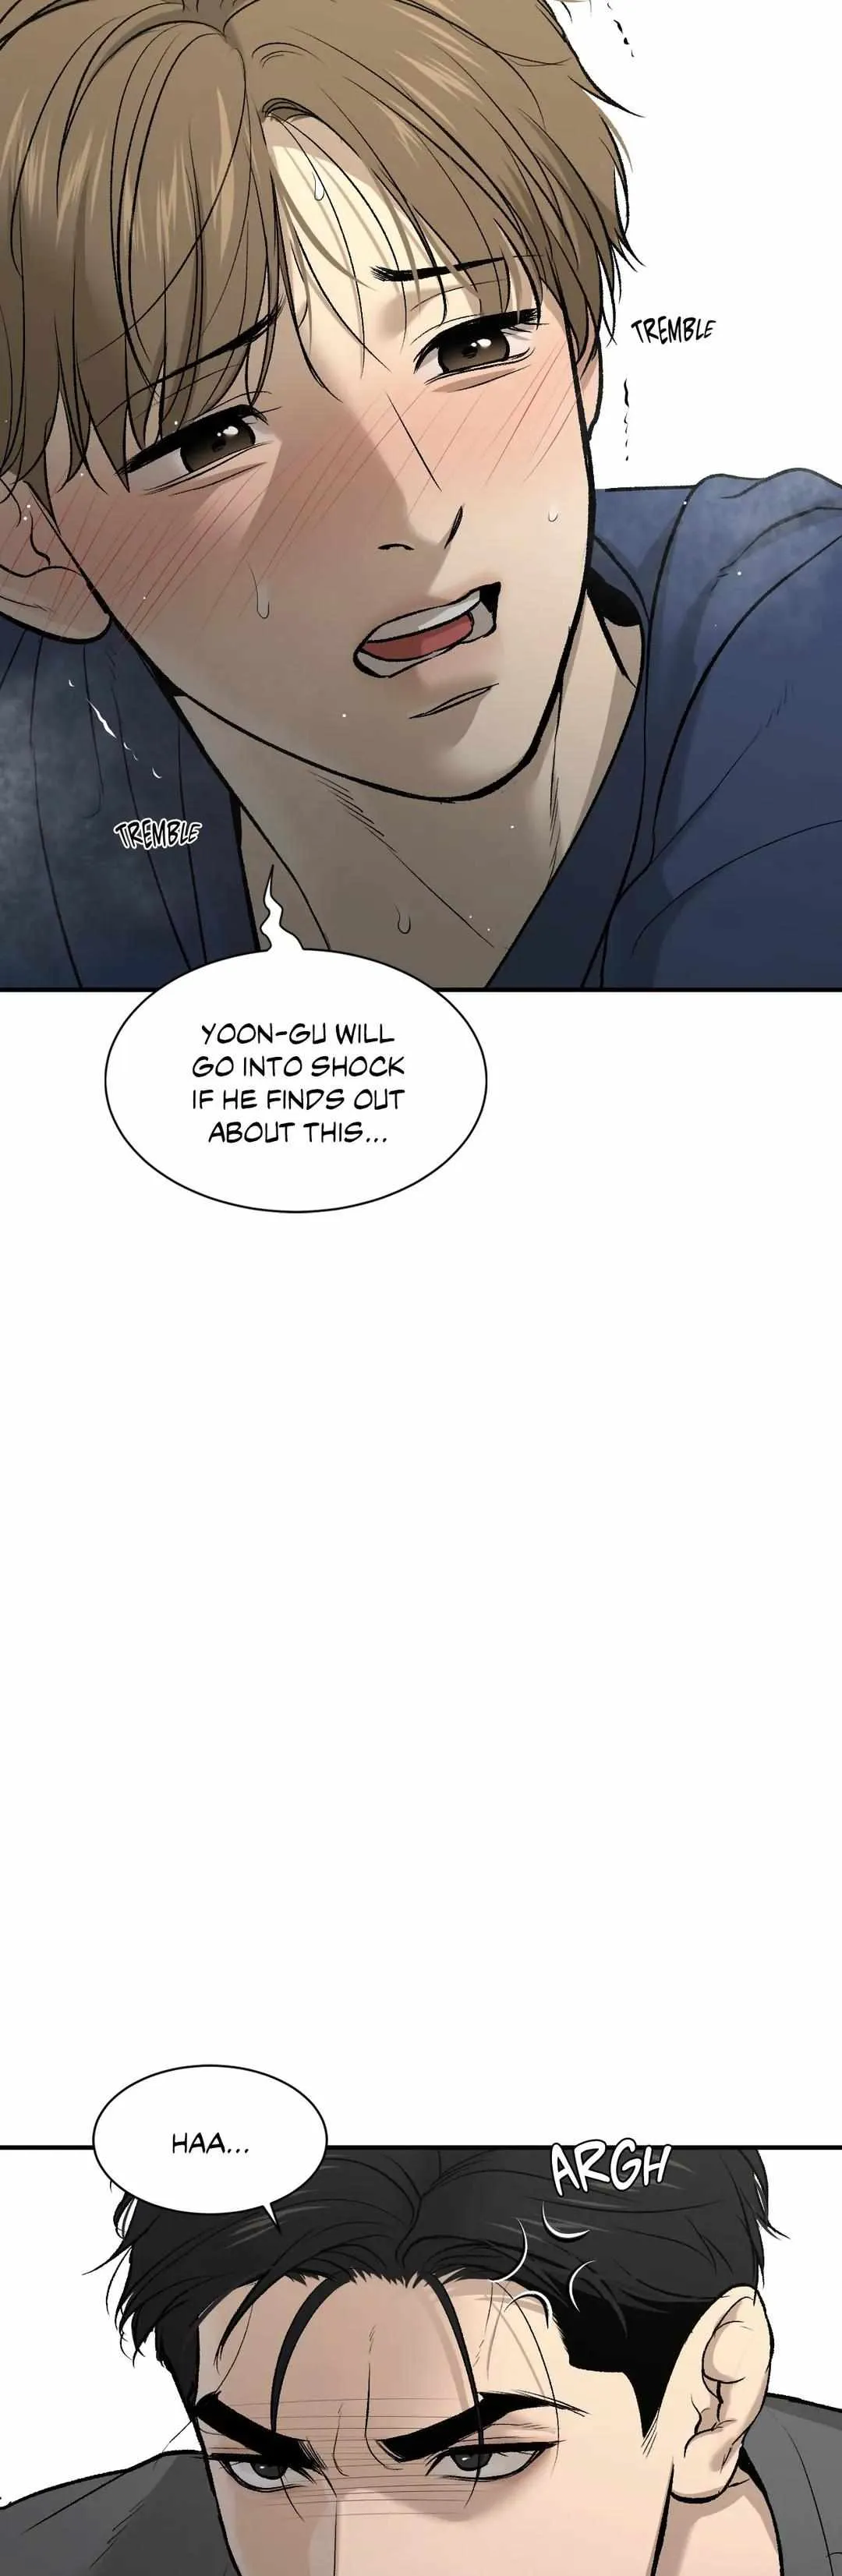 TREMBLE
TREMBLE
YOON-GU WILL
GO INTO SHOCK
IF HE FINDS OUT
ABOUT THIS...
HAA...
ARGH